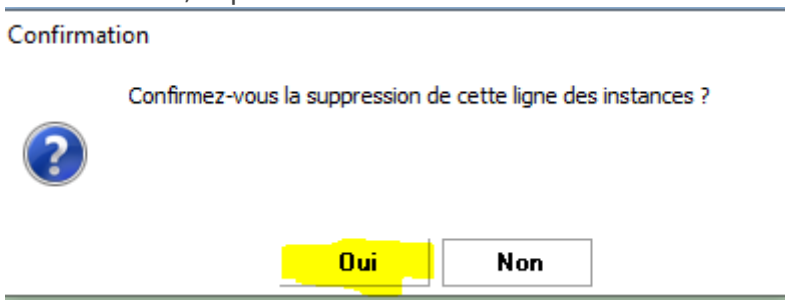 Confirmation
Confirmez-vous la suppression de cette ligne des instances ?
?
Oui Non